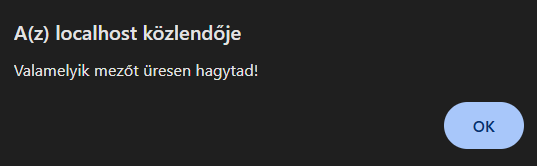 A(z) localhost közlendője
Valamelyik mezőt üresen hagytad!
OK